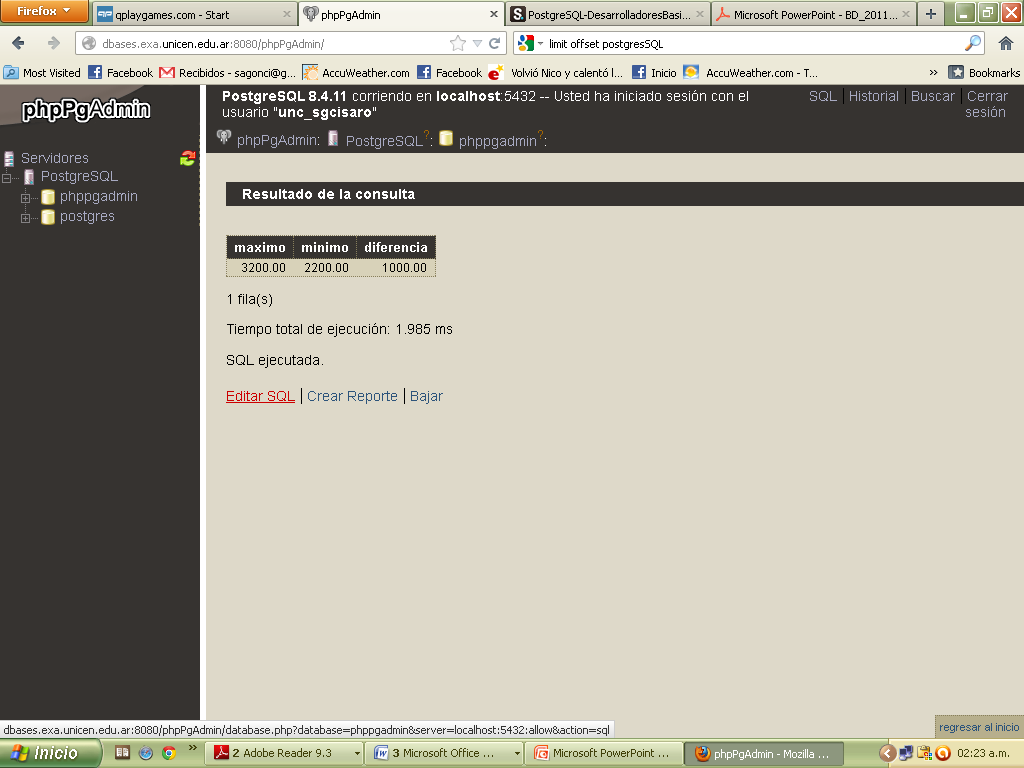 Firefox
qplaygames.com - Start
phpPgAdmin
PostgreSQL-DesarrolladoresBasi...
Microsoft PowerPoint - BD_2011...
dbases.exa.unicen.edu.ar:8080/phpPgAdmin/
limit offset postgresSQL
Most Visited
Facebook
Recibidos - sagonci@g...
AccuWeather.com
Facebook
Volvió Nico y calentó l...
Inicio
AccuWeather.com - T...
»
Bookmarks
phpPgAdmin
Servidores
PostgreSQL
phppgadmin
postgres
PostgreSQL 8.4.11 corriendo en localhost:5432 -- Usted ha iniciado sesión con el
usuario "unc_sgcisaro"
SQL | Historial | Buscar | Cerrar
sesión
phpPgAdmin: PostgreSQL?: phppgadmin?:
Resultado de la consulta
maximo minimo diferencia
3200.00 2200.00 1000.00
1 fila(s)
Tiempo total de ejecución: 1.985 ms
SQL ejecutada.
Editar SQL | Crear Reporte | Bajar
regresar al inicio
dbases.exa.unicen.edu.ar:8080/phpPgAdmin/database.php?database=phppgadmin&server=localhost:5432:allow&action=sql
Inicio
»
2 Adobe Reader 9.3
3 Microsoft Office ...
Microsoft PowerPoint ...
phpPgAdmin - Mozilla ...
02:23 a.m.